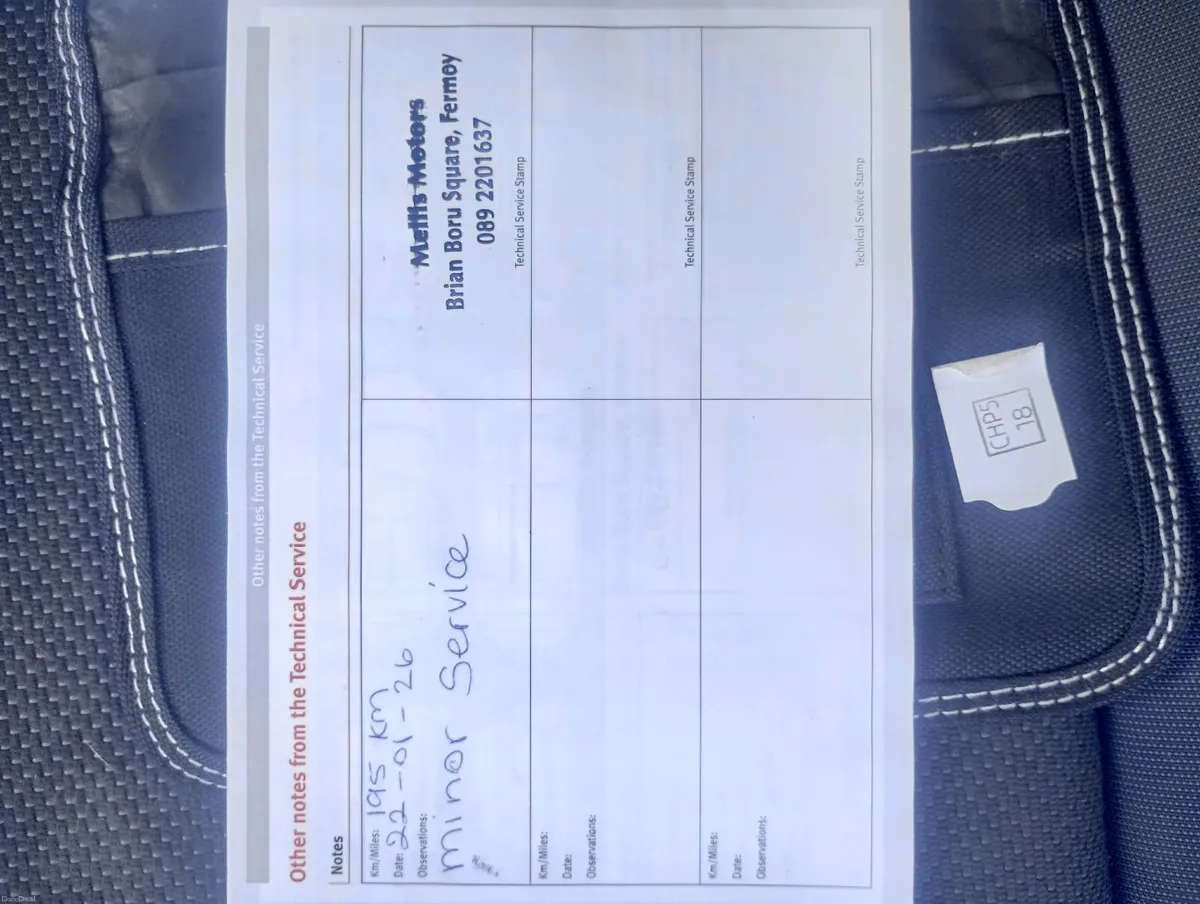 Other notes from the Technical Service
Other notes from the Technical Service
Notes
Km/Miles: 195 Km
Date: 22-01-26
Observations:
Minor Service
Motors
Brian Boru Square, Fermoy
089 2201637
Technical Service Stamp
Km/Miles:
Date:
Observations:
Technical Service Stamp
Km/Miles:
Date:
Observations:
Technical Service Stamp
CHPS
18
DoneDeal